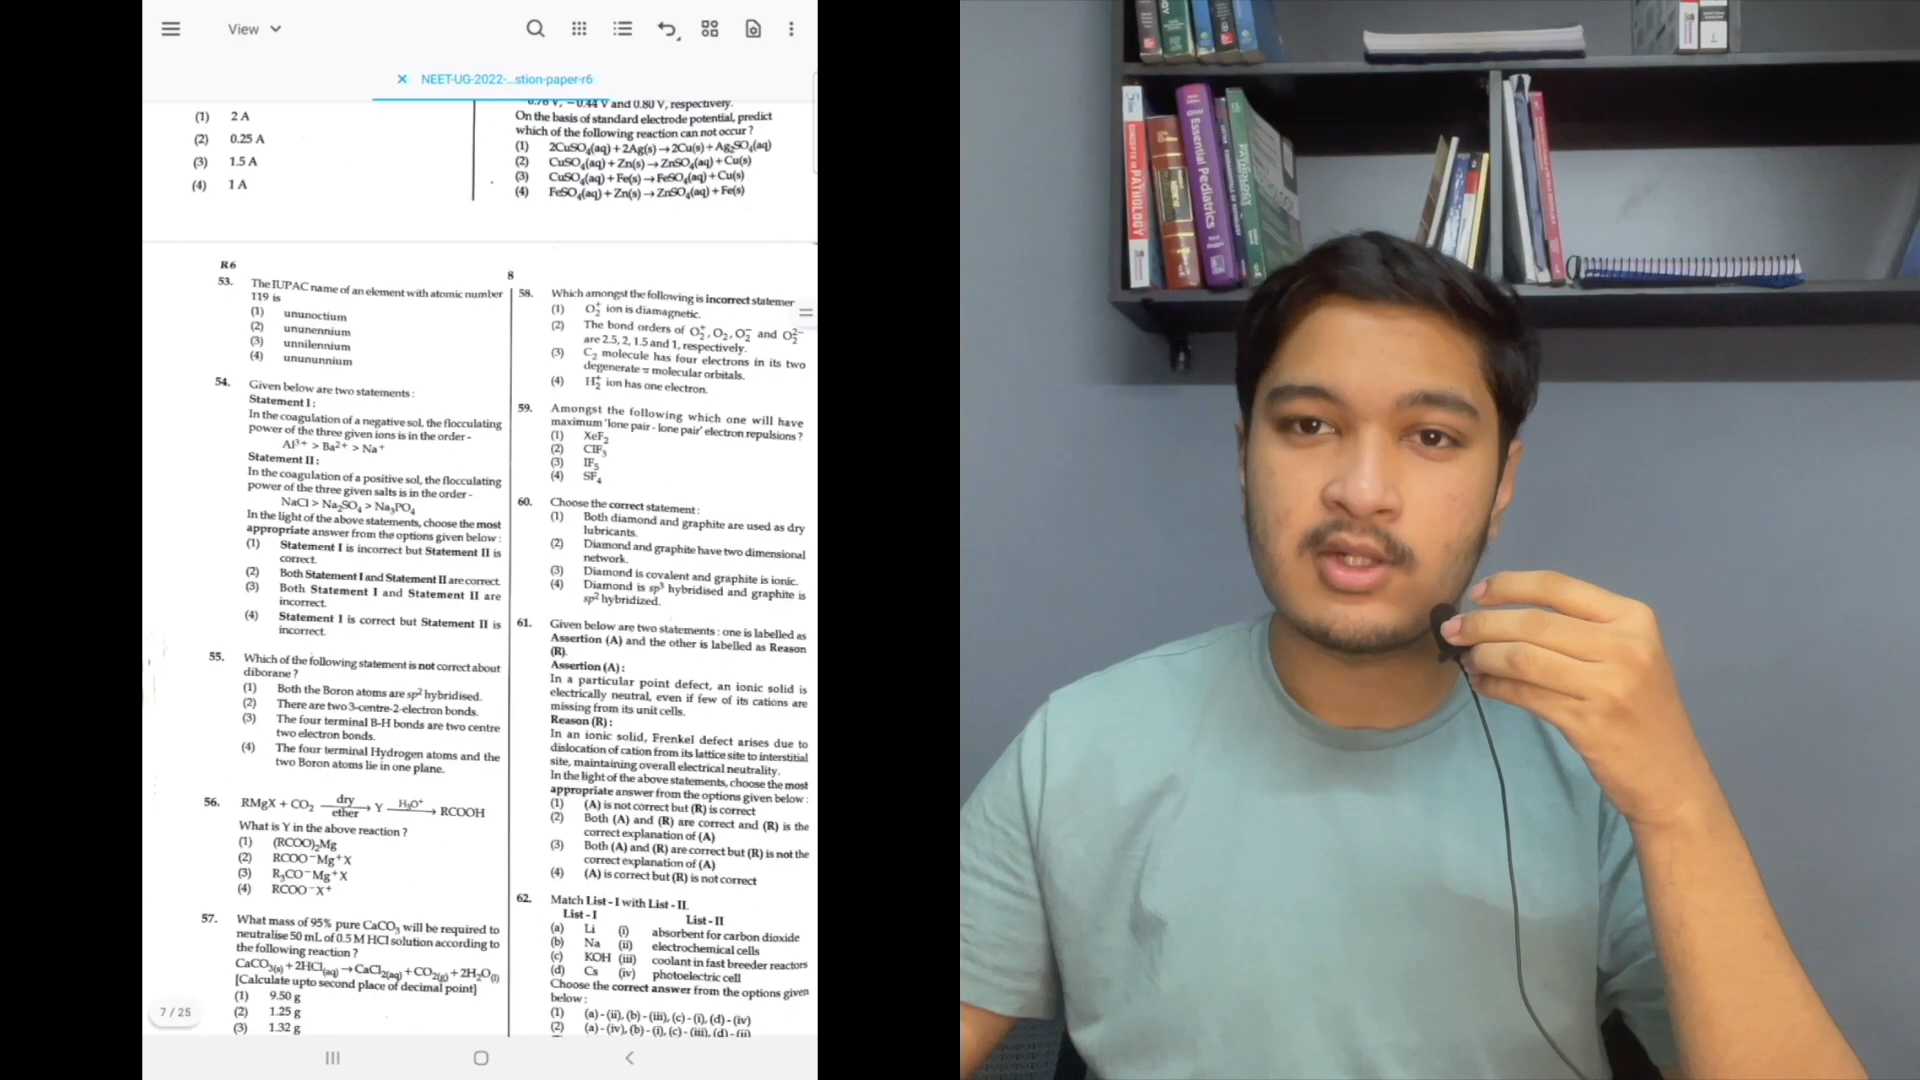 View
NEET-UG-2022-...stion-paper-r6
(1) 2 A
(2) 0.25 A
(3) 1.5 A
(4) 1 A
0.76 V, −0.44 V and 0.80 V, respectively.
On the basis of standard electrode potential, predict
which of the following reaction can not occur ?
(1) 2CuSO₄(aq) + 2Ag(s) → 2Cu(s) + Ag₂SO₄(aq)
(2) CuSO₄(aq) + Zn(s) → ZnSO₄(aq) + Cu(s)
(3) CuSO₄(aq) + Fe(s) → FeSO₄(aq) + Cu(s)
(4) FeSO₄(aq) + Zn(s) → ZnSO₄(aq) + Fe(s)
R6
8
53. The IUPAC name of an element with atomic number
119 is
(1) ununoctium
(2) ununennium
(3) unnilennium
(4) unununnium
54. Given below are two statements :
Statement I :
In the coagulation of a negative sol, the flocculating
power of the three given ions is in the order -
Al³⁺ > Ba²⁺ > Na⁺
Statement II :
In the coagulation of a positive sol, the flocculating
power of the three given salts is in the order -
NaCl > Na₂SO₄ > Na₃PO₄
In the light of the above statements, choose the most
appropriate answer from the options given below :
(1) Statement I is incorrect but Statement II is
correct.
(2) Both Statement I and Statement II are correct.
(3) Both Statement I and Statement II are
incorrect.
(4) Statement I is correct but Statement II is
incorrect.
55. Which of the following statement is not correct about
diborane ?
(1) Both the Boron atoms are sp² hybridised.
(2) There are two 3-centre-2-electron bonds.
(3) The four terminal B-H bonds are two centre
two electron bonds.
(4) The four terminal Hydrogen atoms and the
two Boron atoms lie in one plane.
56. RMgX + CO₂ dry ether → Y H₃O⁺ → RCOOH
What is Y in the above reaction ?
(1) (RCOO)₂Mg
(2) RCOO⁻Mg⁺X
(3) R₃CO⁻Mg⁺X
(4) RCOO⁻X⁺
57. What mass of 95% pure CaCO₃ will be required to
neutralise 50 mL of 0.5 M HCl solution according to
the following reaction ?
CaCO₃(s) + 2HCl(aq) → CaCl₂(aq) + CO₂(g) + 2H₂O(l)
[Calculate upto second place of decimal point]
(1) 9.50 g
(2) 1.25 g
(3) 1.32 g
58. Which amongst the following is incorrect statemer
(1) O₂⁺ ion is diamagnetic.
(2) The bond orders of O₂⁺, O₂, O₂⁻ and O₂²⁻
are 2.5, 2, 1.5 and 1, respectively.
(3) C₂ molecule has four electrons in its two
degenerate π molecular orbitals.
(4) H₂⁺ ion has one electron.
59. Amongst the following which one will have
maximum 'lone pair - lone pair' electron repulsions ?
(1) XeF₂
(2) ClF₃
(3) IF₅
(4) SF₄
60. Choose the correct statement :
(1) Both diamond and graphite are used as dry
lubricants.
(2) Diamond and graphite have two dimensional
network.
(3) Diamond is covalent and graphite is ionic.
(4) Diamond is sp³ hybridised and graphite is
sp² hybridized.
61. Given below are two statements : one is labelled as
Assertion (A) and the other is labelled as Reason
(R).
Assertion (A) :
In a particular point defect, an ionic solid is
electrically neutral, even if few of its cations are
missing from its unit cells.
Reason (R) :
In an ionic solid, Frenkel defect arises due to
dislocation of cation from its lattice site to interstitial
site, maintaining overall electrical neutrality.
In the light of the above statements, choose the most
appropriate answer from the options given below :
(1) (A) is not correct but (R) is correct
(2) Both (A) and (R) are correct and (R) is the
correct explanation of (A)
(3) Both (A) and (R) are correct but (R) is not the
correct explanation of (A)
(4) (A) is correct but (R) is not correct
62. Match List - I with List - II.
List - I List - II
(a) Li (i) absorbent for carbon dioxide
(b) Na (ii) electrochemical cells
(c) KOH (iii) coolant in fast breeder reactors
(d) Cs (iv) photoelectric cell
Choose the correct answer from the options given
below :
(1) (a) - (ii), (b) - (iii), (c) - (i), (d) - (iv)
(2) (a) - (iv), (b) - (i), (c) - (iii), (d) - (ii)
7 / 25
PATHOLOGY
Essential Pediatrics
PATHOLOGY